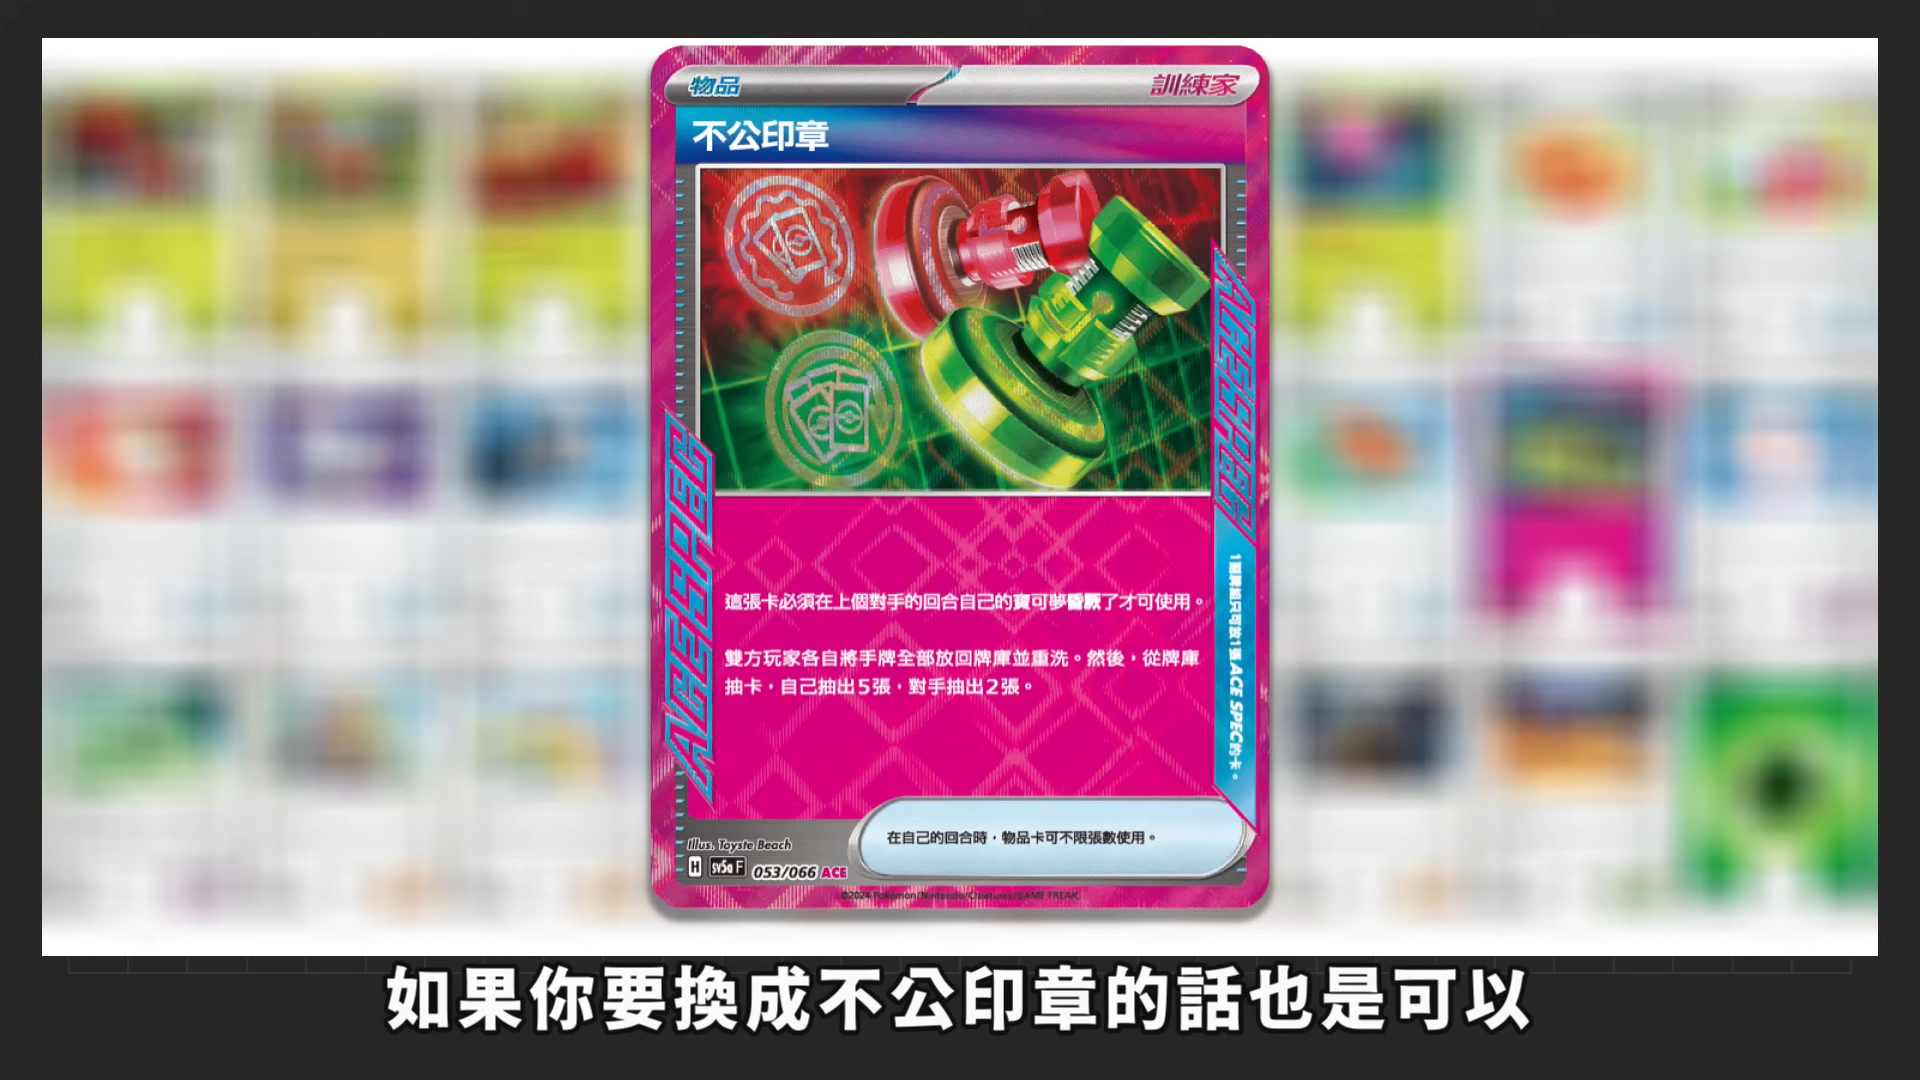 物品
訓練家
不公印章
ACE SPEC
ACE SPEC
這張卡必須在上個對手的回合自己的寶可夢昏厥了才可使用。
雙方玩家各自將手牌全部放回牌庫並重洗。然後，從牌庫
抽卡，自己抽出5張，對手抽出2張。
1副牌組只可放1張ACE SPEC的卡。
在自己的回合時，物品卡可不限張數使用。
Illus. Toyste Beach
H sv5a F 053/066 ACE
©2024 Pokémon/Nintendo/Creatures/GAME FREAK.
如果你要換成不公印章的話也是可以